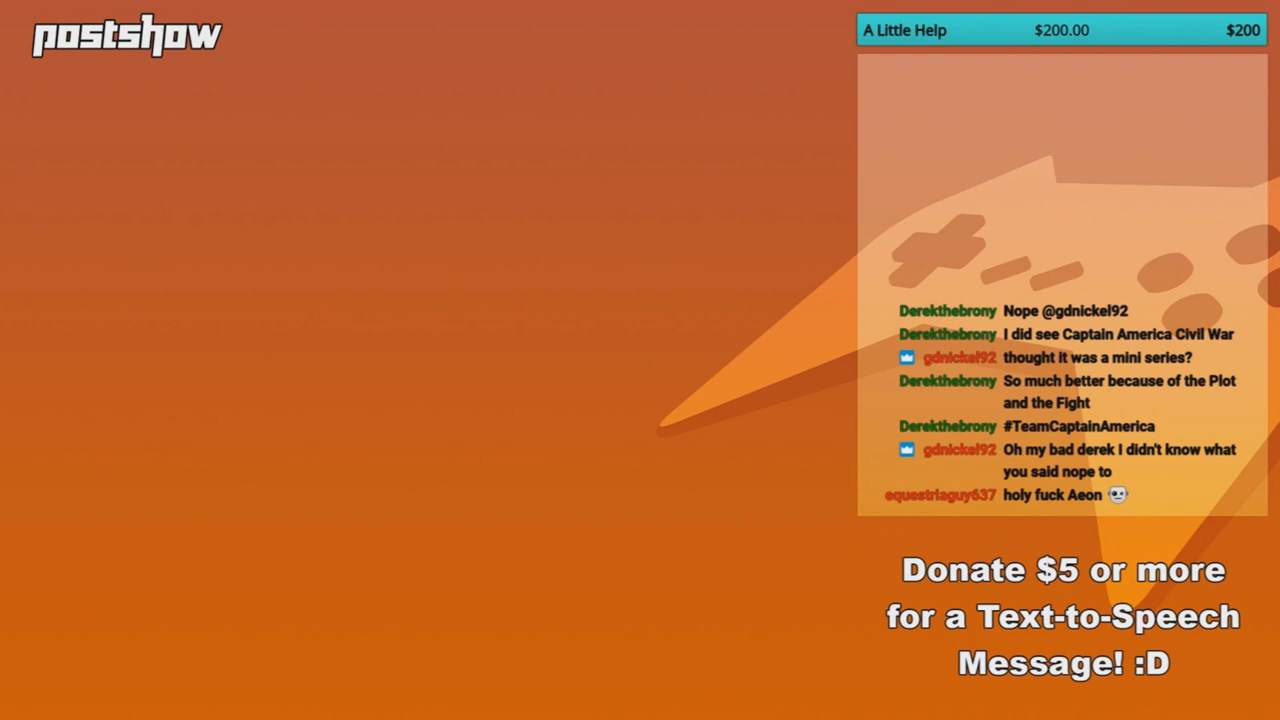 postshow
A Little Help $200.00 $200
Derekthebrony Nope @gdnickel92
Derekthebrony I did see Captain America Civil War
gdnickel92 thought it was a mini series?
Derekthebrony So much better because of the Plot
and the Fight
Derekthebrony #TeamCaptainAmerica
gdnickel92 Oh my bad derek I didn't know what
you said nope to
equestriaguy637 holy fuck Aeon
Donate $5 or more
for a Text-to-Speech
Message! :D